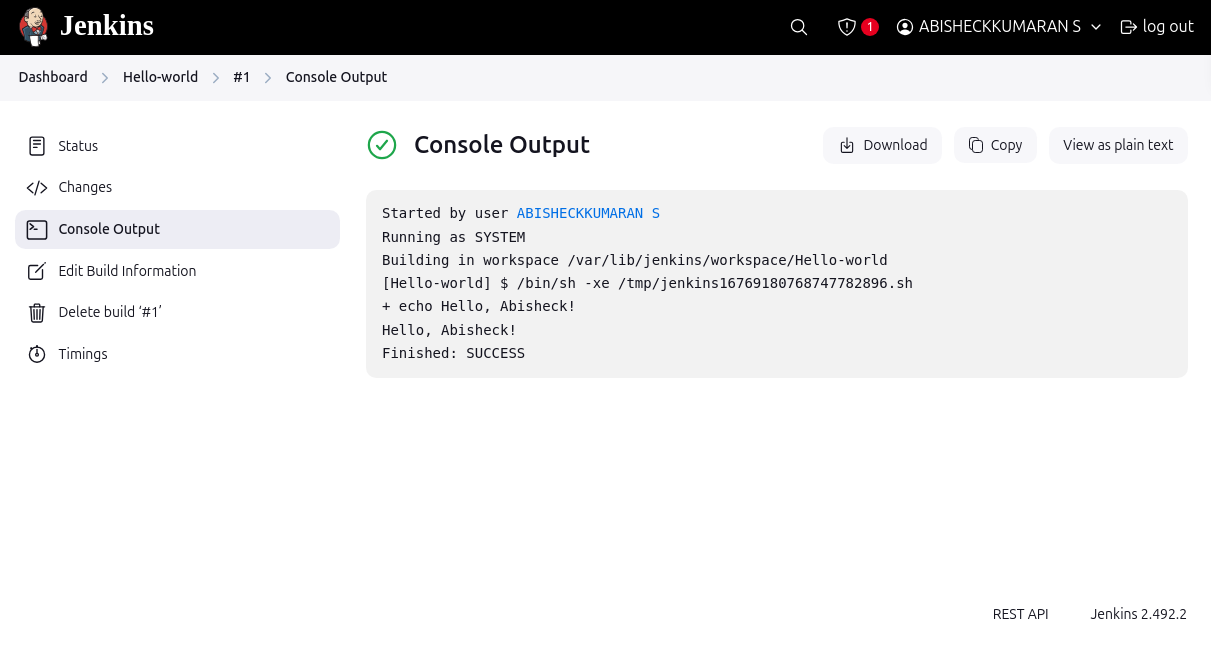 Jenkins
1
ABISHECKKUMARAN S
log out
Dashboard
Hello-world
#1
Console Output
Status
Changes
Console Output
Edit Build Information
Delete build ‘#1’
Timings
Console Output
Download
Copy
View as plain text
Started by user ABISHECKKUMARAN S
Running as SYSTEM
Building in workspace /var/lib/jenkins/workspace/Hello-world
[Hello-world] $ /bin/sh -xe /tmp/jenkins16769180768747782896.sh
+ echo Hello, Abisheck!
Hello, Abisheck!
Finished: SUCCESS
REST API
Jenkins 2.492.2